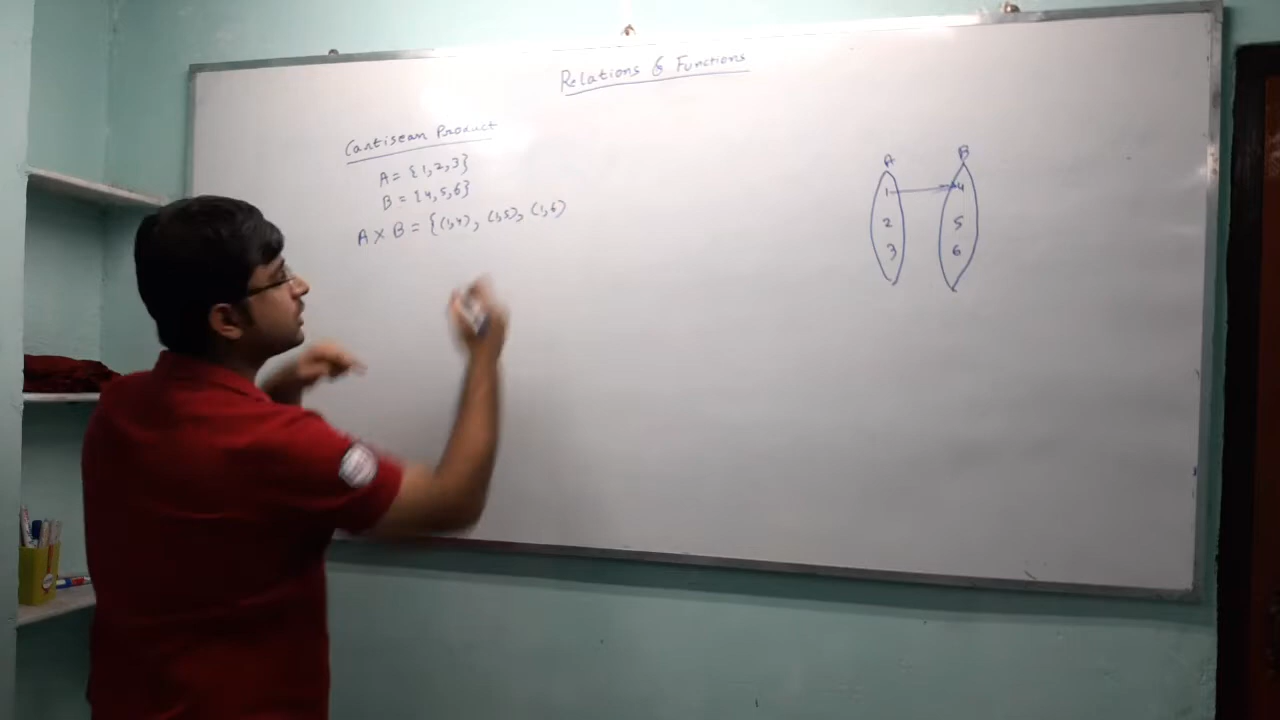 Relations & Functions
Cartisean Product
A = {1,2,3}
B = {4,5,6}
A × B = {(1,4), (1,5), (1,6)
A B
1 4
2 5
3 6